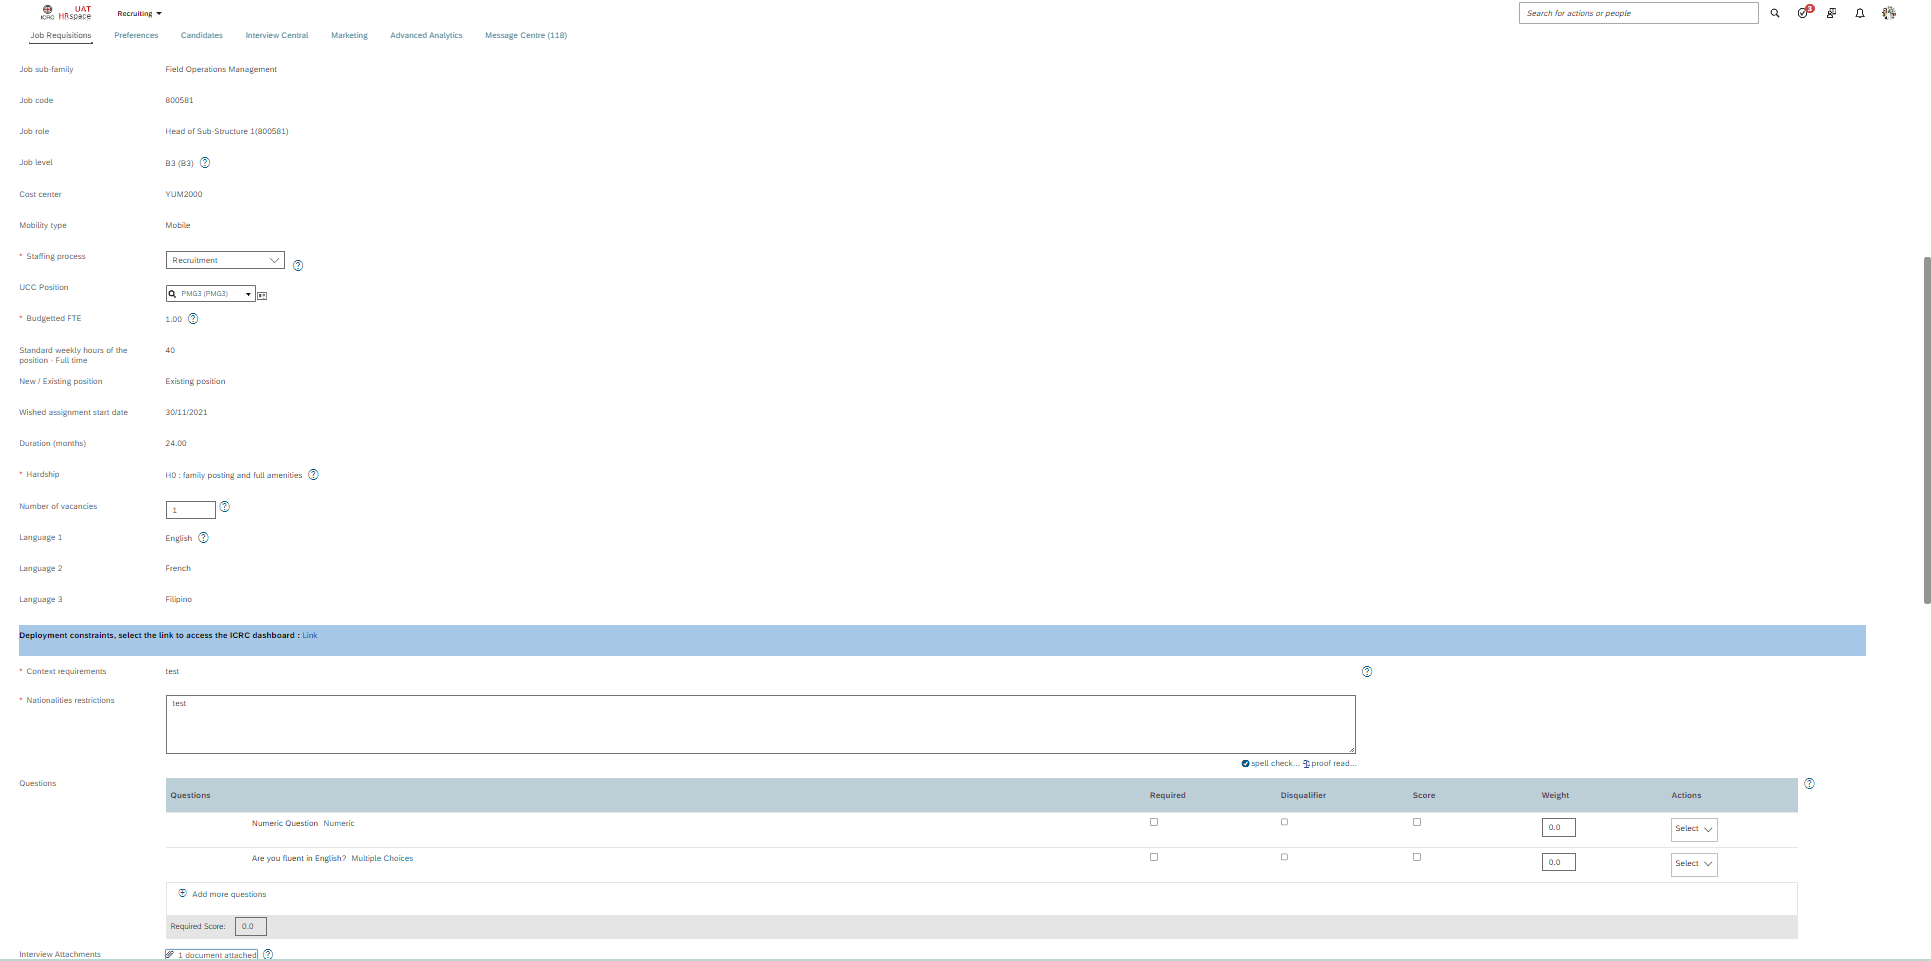 ICRC
UAT
HRspace
Recruiting
Search for actions or people
3
Job Requisitions
Preferences
Candidates
Interview Central
Marketing
Advanced Analytics
Message Centre (118)
Job sub-family
Field Operations Management
Job code
800581
Job role
Head of Sub-Structure 1(800581)
Job level
B3 (B3)
Cost center
YUM2000
Mobility type
Mobile
* Staffing process
Recruitment
UCC Position
PMG3 (PMG3)
* Budgetted FTE
1.00
Standard weekly hours of the
position - Full time
40
New / Existing position
Existing position
Wished assignment start date
30/11/2021
Duration (months)
24.00
* Hardship
H0 : family posting and full amenities
Number of vacancies
1
Language 1
English
Language 2
French
Language 3
Filipino
Deployment constraints, select the link to access the ICRC dashboard : Link
* Context requirements
test
* Nationalities restrictions
test
spell check... proof read...
Questions
Questions
Required
Disqualifier
Score
Weight
Actions
Numeric Question Numeric
0.0
Select
Are you fluent in English? Multiple Choices
0.0
Select
Add more questions
Required Score: 0.0
Interview Attachments
1 document attached